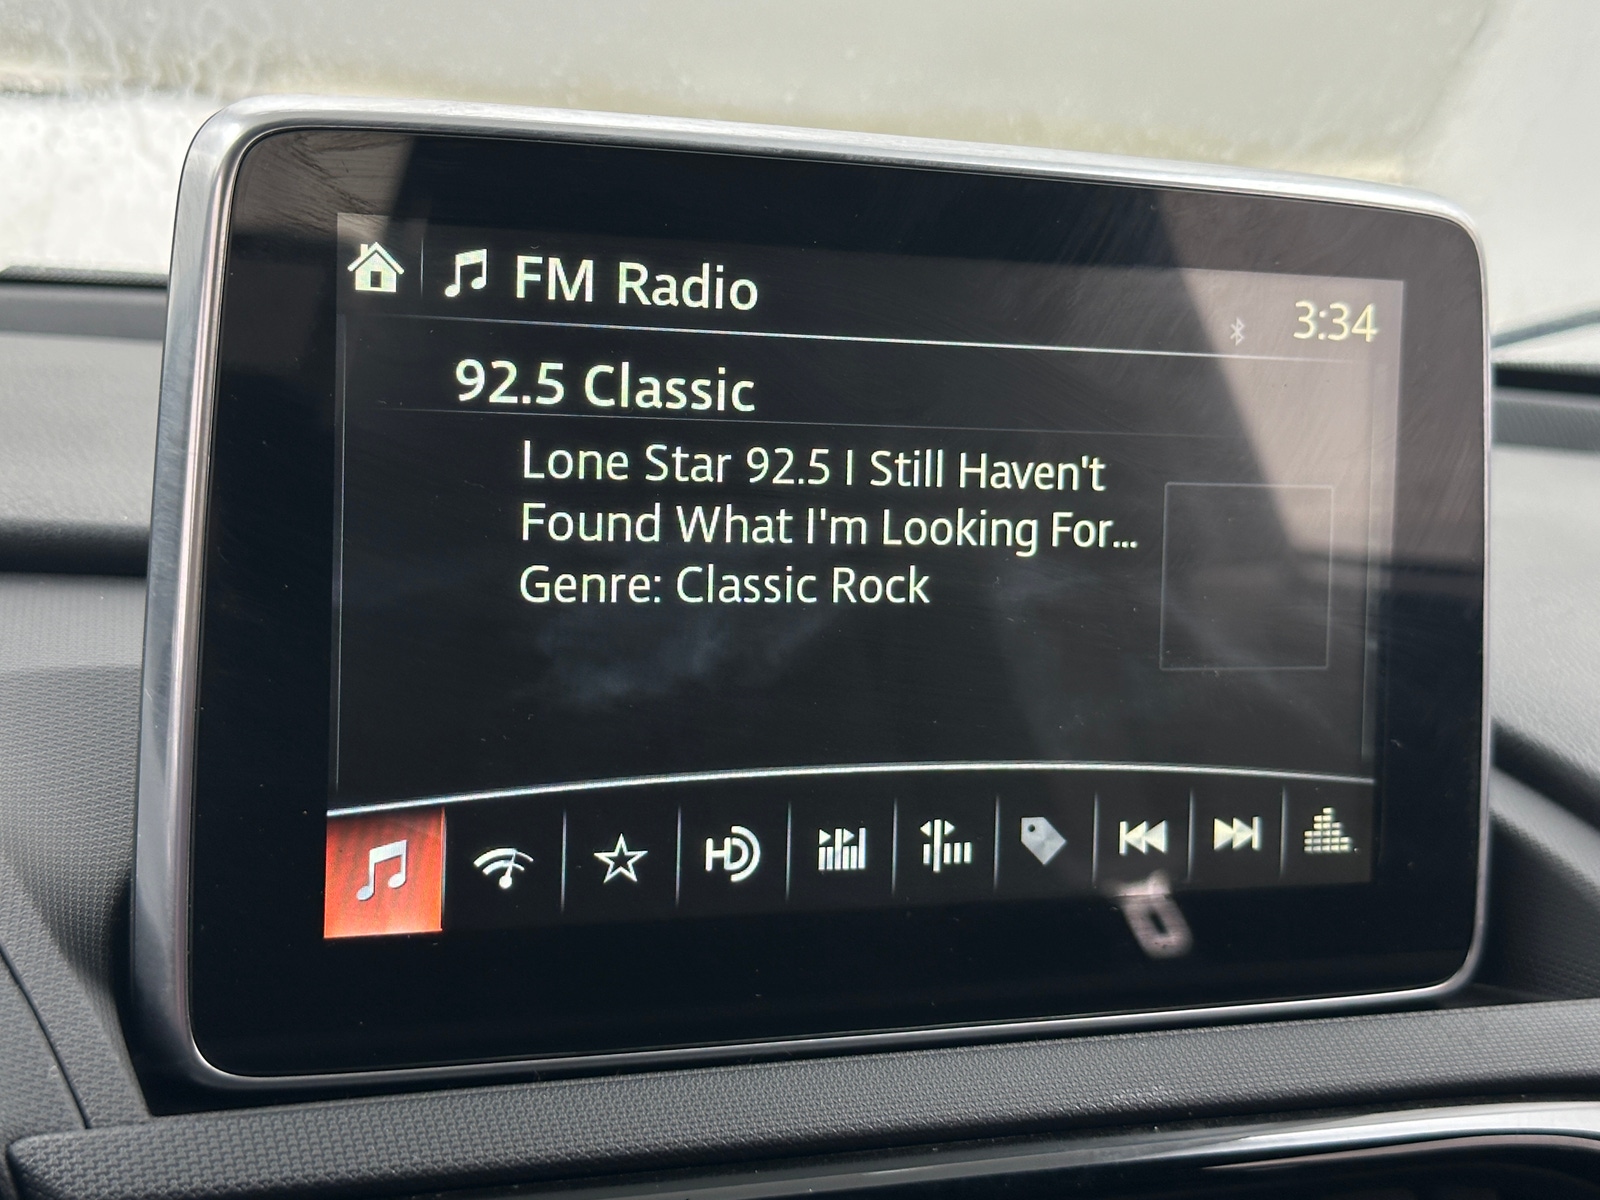 FM Radio
3:34
92.5 Classic
Lone Star 92.5 I Still Haven't
Found What I'm Looking For...
Genre: Classic Rock
HD